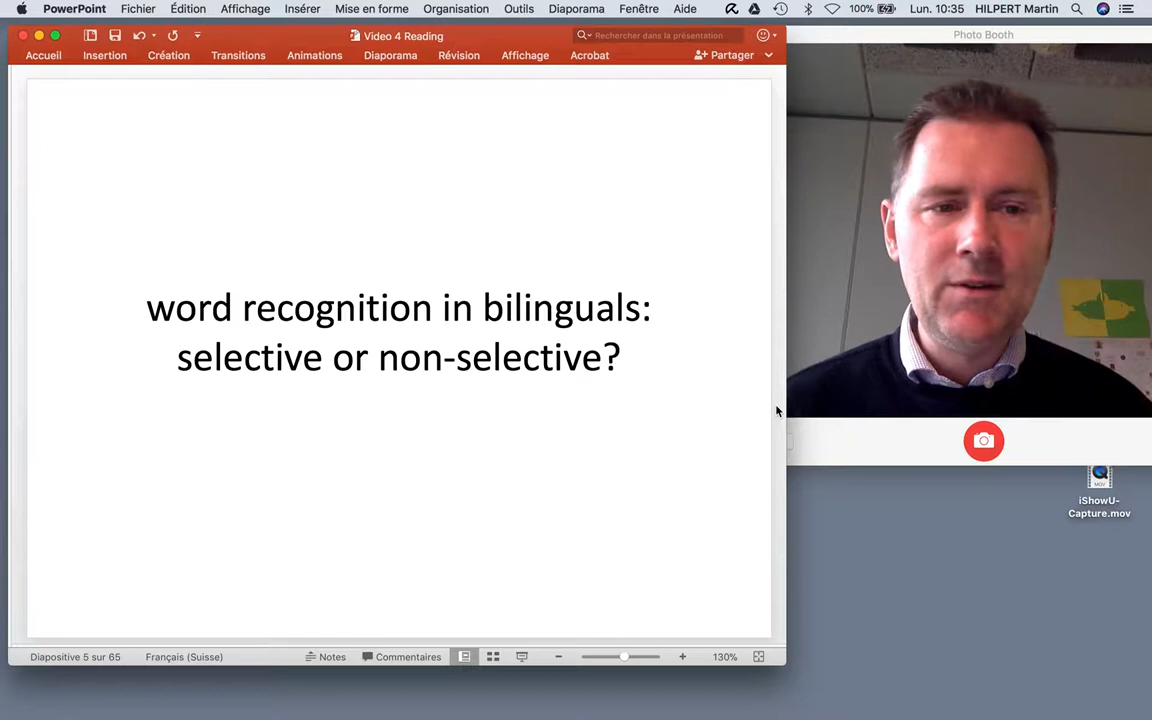 PowerPoint Fichier Édition Affichage Insérer Mise en forme Organisation Outils Diaporama Fenêtre Aide 100% Lun. 10:35 HILPERT Martin
Video 4 Reading
Rechercher dans la présentation
Photo Booth
Accueil Insertion Création Transitions Animations Diaporama Révision Affichage Acrobat Partager
word recognition in bilinguals:
selective or non-selective?
MOV
iShowU-
Capture.mov
Diapositive 5 sur 65 Français (Suisse) Notes Commentaires 130%